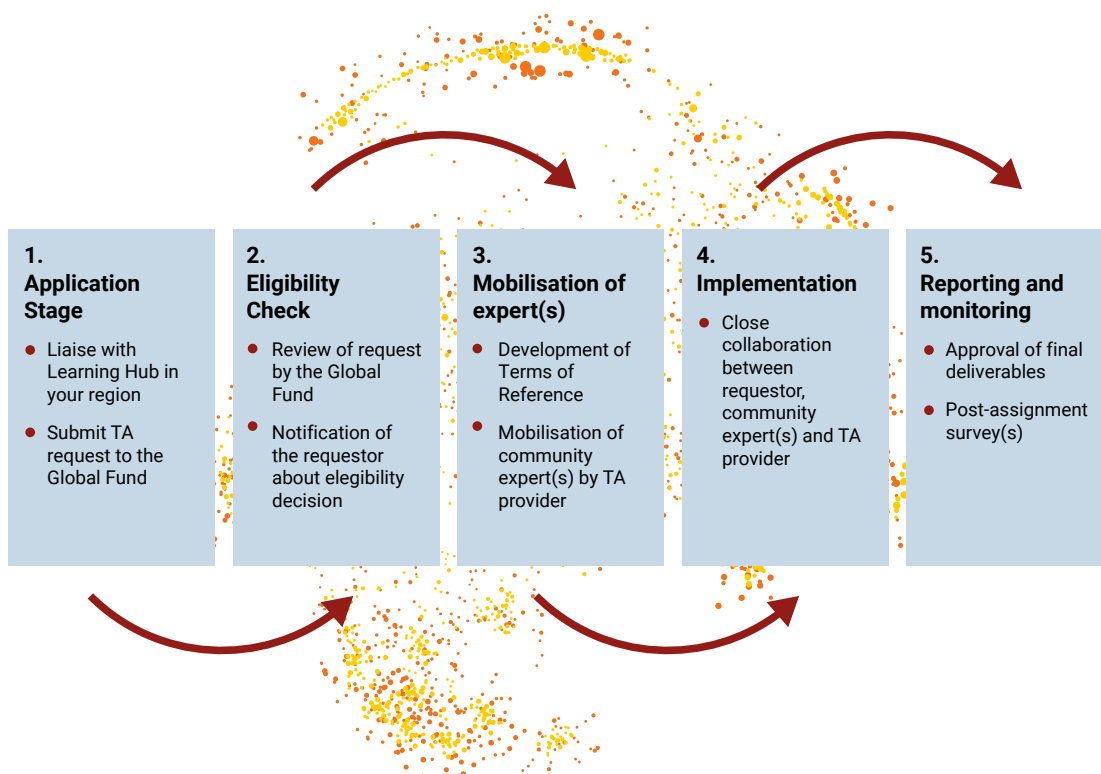 1.
Application
Stage
Liaise with
Learning Hub in
your region
Submit TA
request to the
Global Fund
2.
Eligibility
Check
Review of request
by the Global
Fund
Notification of
the requestor
about elegibility
decision
3.
Mobilisation of
expert(s)
Development of
Terms of
Reference
Mobilisation of
community
expert(s) by TA
provider
4.
Implementation
Close
collaboration
between
requestor,
community
expert(s) and TA
provider
5.
Reporting and
monitoring
Approval of final
deliverables
Post-assignment
survey(s)